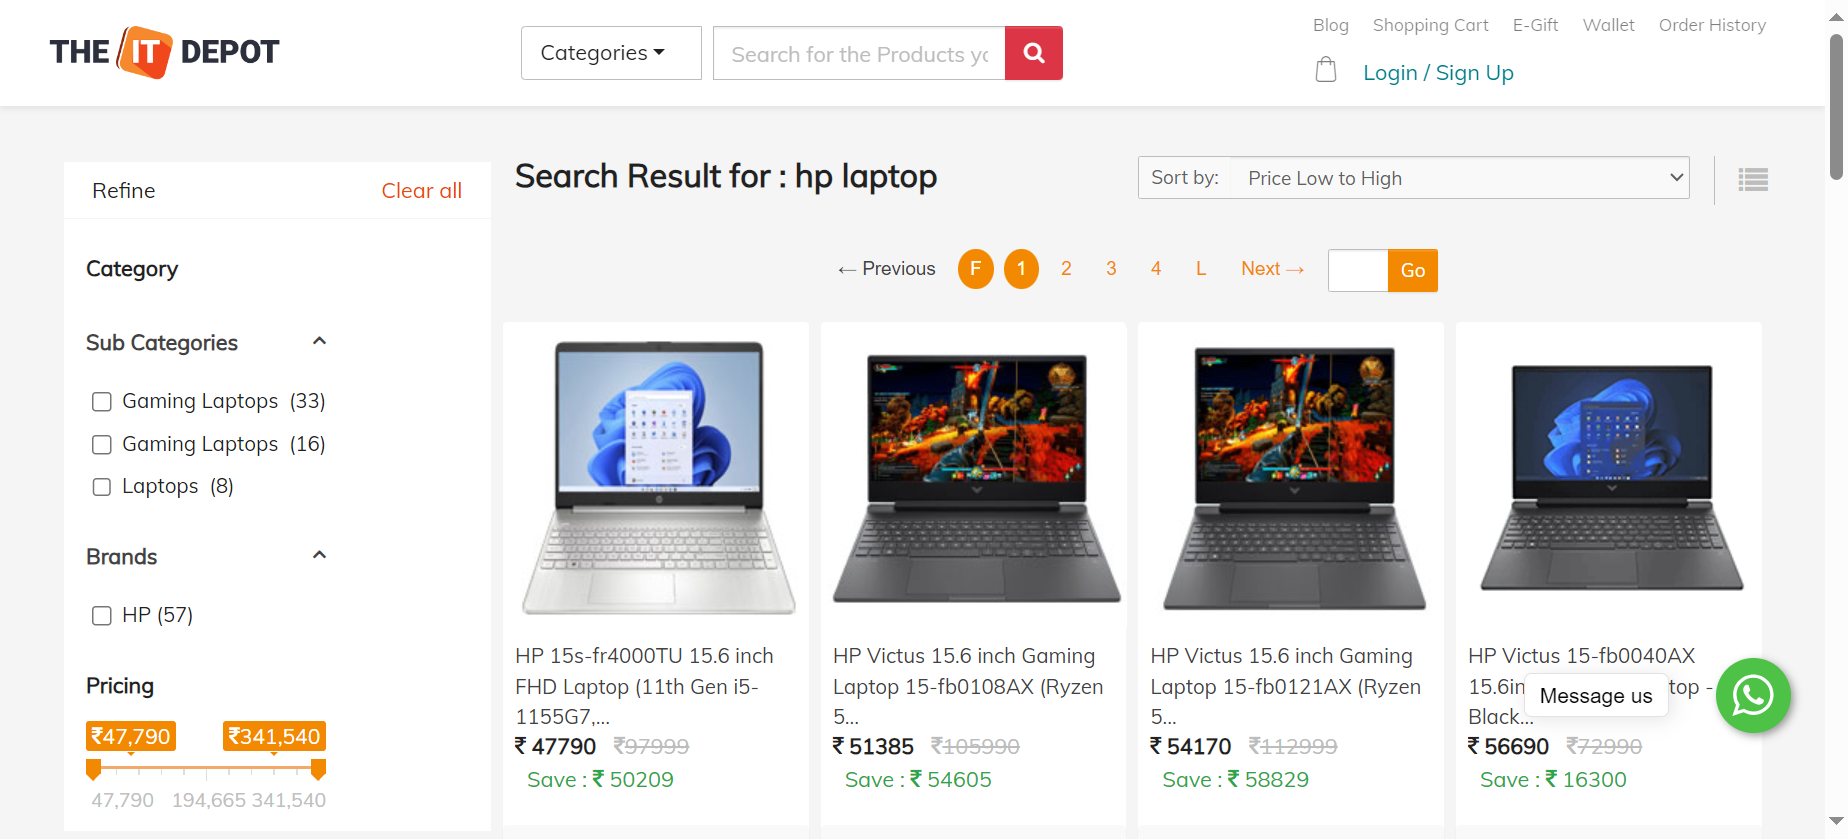 THE IT DEPOT
Categories
Search for the Products yo
Blog Shopping Cart E-Gift Wallet Order History
Login / Sign Up
Refine Clear all
Category
Sub Categories
Gaming Laptops (33)
Gaming Laptops (16)
Laptops (8)
Brands
HP (57)
Pricing
₹47,790 ₹341,540
47,790 194,665 341,540
Search Result for : hp laptop
Sort by: Price Low to High
← Previous F 1 2 3 4 L Next → Go
HP 15s-fr4000TU 15.6 inch
FHD Laptop (11th Gen i5-
1155G7,...
₹ 47790 ₹97999
Save : ₹ 50209
HP Victus 15.6 inch Gaming
Laptop 15-fb0108AX (Ryzen
5...
₹ 51385 ₹105990
Save : ₹ 54605
HP Victus 15.6 inch Gaming
Laptop 15-fb0121AX (Ryzen
5...
₹ 54170 ₹112999
Save : ₹ 58829
HP Victus 15-fb0040AX
15.6in top -
Black...
₹ 56690 ₹72990
Save : ₹ 16300
Message us